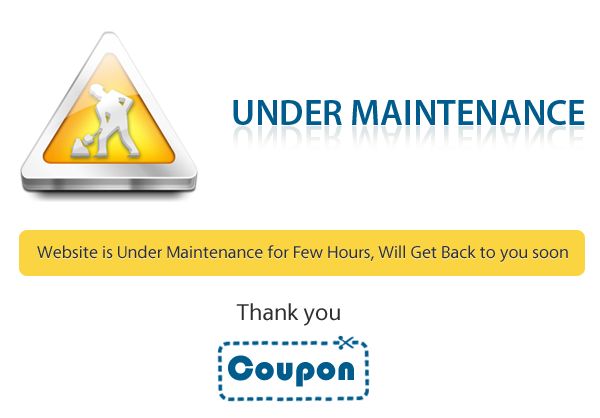 UNDER MAINTENANCE
Website is Under Maintenance for Few Hours, Will Get Back to you soon
Thank you
Coupon